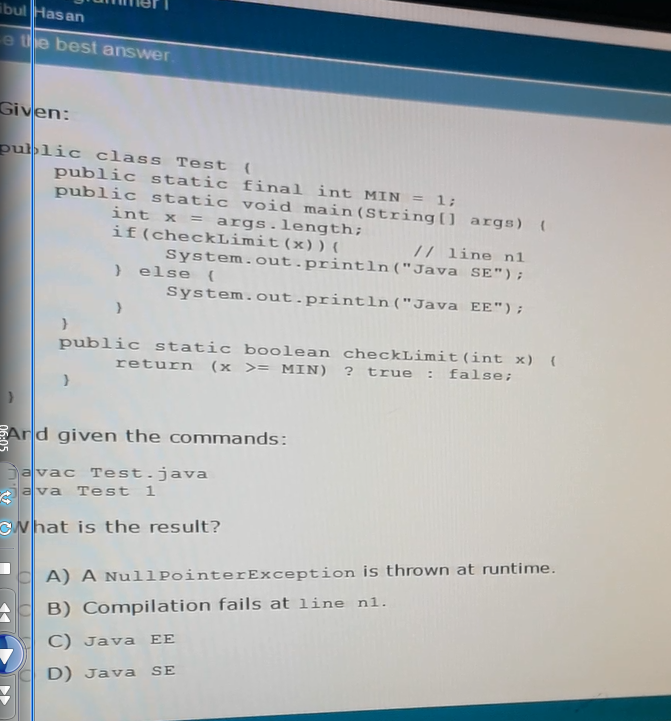 ibul Hasan
e the best answer.
Given:
public class Test {
public static final int MIN = 1;
public static void main(String[] args) {
int x = args.length;
if(checkLimit(x)){ // line n1
System.out.println("Java SE");
} else {
System.out.println("Java EE");
}
}
public static boolean checkLimit(int x) {
return (x >= MIN) ? true : false;
}
}
And given the commands:
javac Test.java
java Test 1
What is the result?
A) A NullPointerException is thrown at runtime.
B) Compilation fails at line n1.
C) Java EE
D) Java SE
06:05